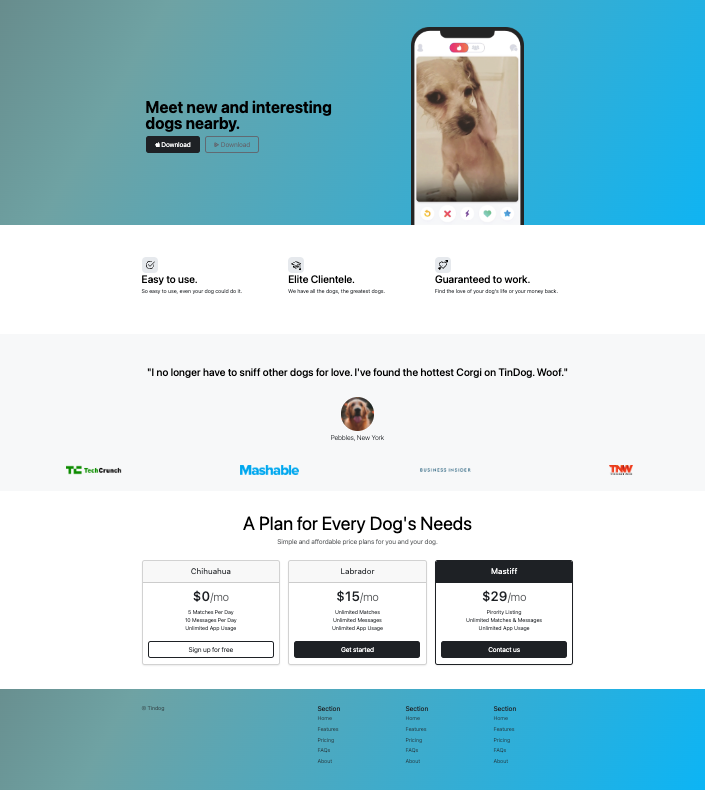 Meet new and interesting
dogs nearby.
Download
Download
Easy to use.
So easy to use, even your dog could do it.
Elite Clientele.
We have all the dogs, the greatest dogs.
Guaranteed to work.
Find the love of your dog's life or your money back.
"I no longer have to sniff other dogs for love. I've found the hottest Corgi on TinDog. Woof."
Pebbles, New York
TC TechCrunch
Mashable
BUSINESS INSIDER
TNW
A Plan for Every Dog's Needs
Simple and affordable price plans for you and your dog.
Chihuahua
$0/mo
5 Matches Per Day
10 Messages Per Day
Unlimited App Usage
Sign up for free
Labrador
$15/mo
Unlimited Matches
Unlimited Messages
Unlimited App Usage
Get started
Mastiff
$29/mo
Pirority Listing
Unlimited Matches & Messages
Unlimited App Usage
Contact us
© Tindog.
Section
Home
Features
Pricing
FAQs
About
Section
Home
Features
Pricing
FAQs
About
Section
Home
Features
Pricing
FAQs
About